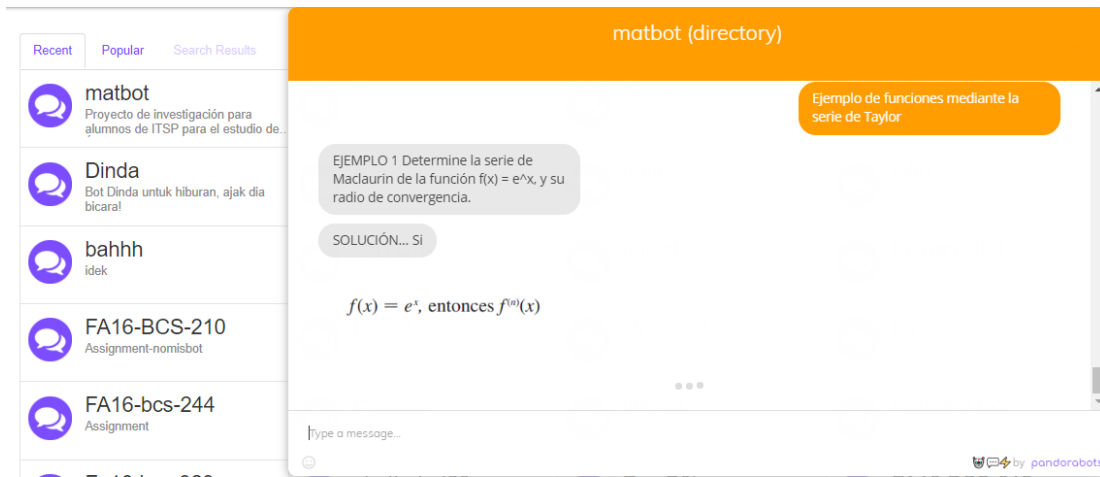 Recent Popular Search Results
matbot
Proyecto de investigación para
alumnos de ITSP para el estudio de..
Dinda
Bot Dinda untuk hiburan, ajak dia
bicara!
bahhh
idek
FA16-BCS-210
Assignment-nomisbot
FA16-bcs-244
Assignment
matbot (directory)
Ejemplo de funciones mediante la
serie de Taylor
EJEMPLO 1 Determine la serie de
Maclaurin de la función f(x) = e^x, y su
radio de convergencia.
SOLUCIÓN... Si
f(x) = eˣ, entonces f⁽ⁿ⁾(x)
Type a message...
by pandorabots